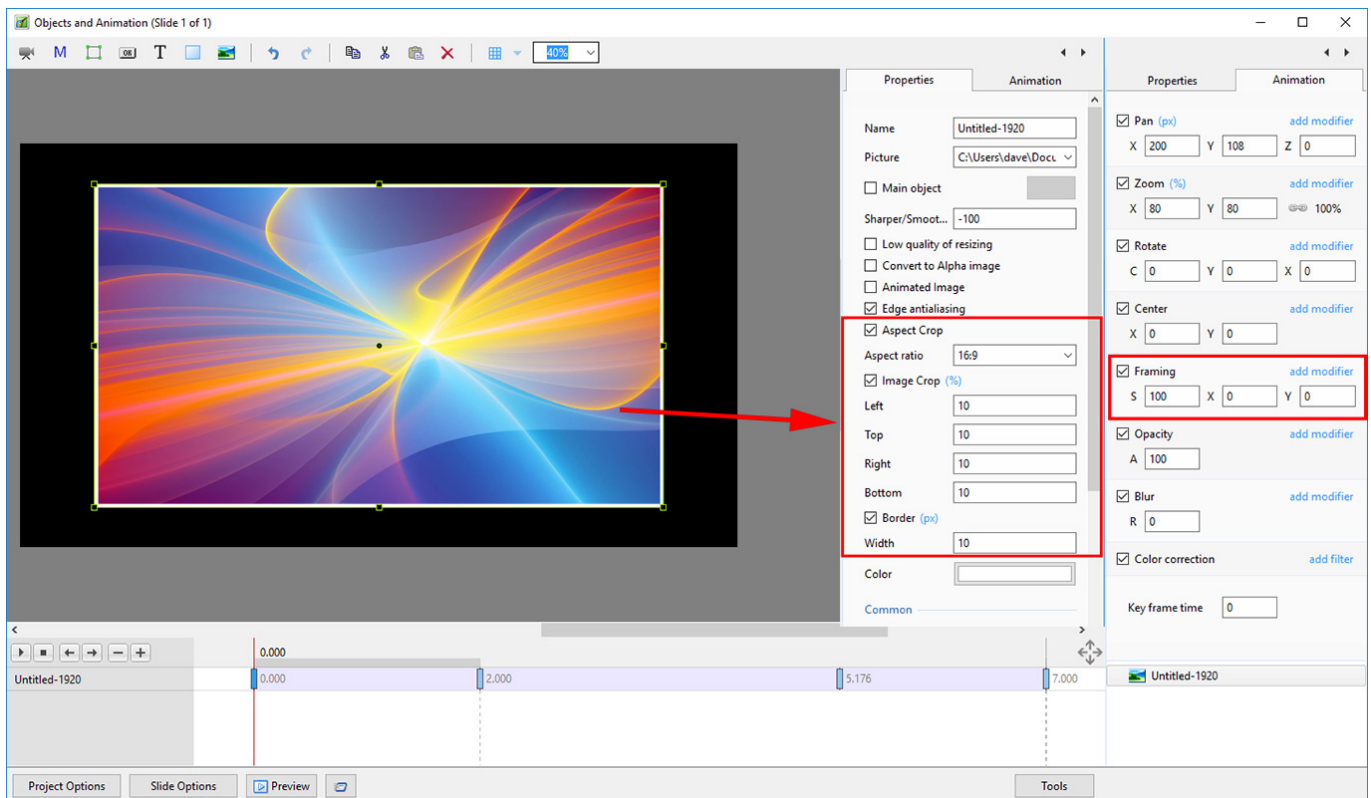 Objects and Animation (Slide 1 of 1)
M OK T 40%
Properties Animation
Name Untitled-1920
Picture C:\Users\dave\Docu
Main object
Sharper/Smoot... -100
Low quality of resizing
Convert to Alpha image
Animated Image
Edge antialiasing
Aspect Crop
Aspect ratio 16:9
Image Crop (%)
Left 10
Top 10
Right 10
Bottom 10
Border (px)
Width 10
Color
Common
Properties Animation
Pan (px) add modifier
X 200 Y 108 Z 0
Zoom (%) add modifier
X 80 Y 80 100%
Rotate add modifier
C 0 Y 0 X 0
Center add modifier
X 0 Y 0
Framing add modifier
S 100 X 0 Y 0
Opacity add modifier
A 100
Blur add modifier
R 0
Color correction add filter
Key frame time 0
0.000
Untitled-1920 0.000 2.000 5.176 7.000
Untitled-1920
Project Options Slide Options Preview Tools